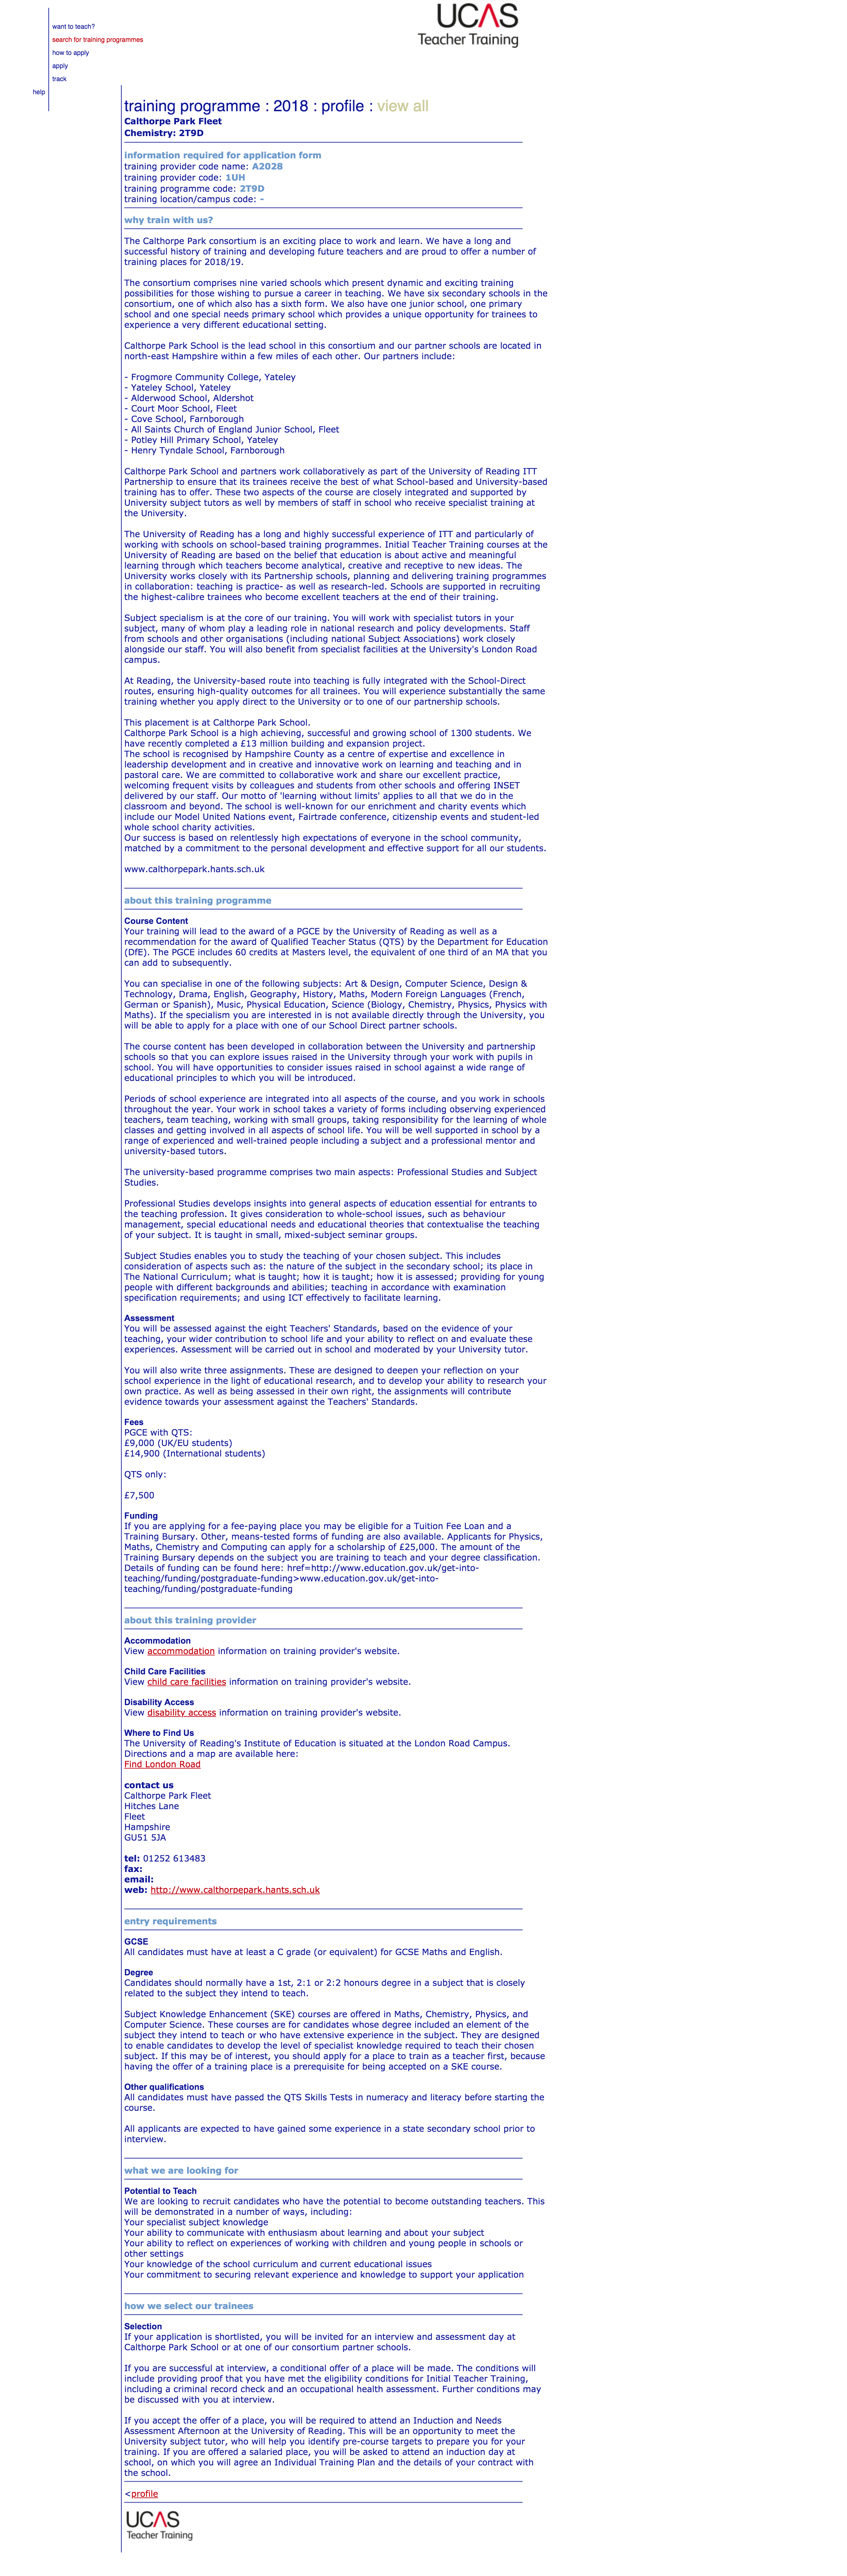 UCAS
Teacher Training
want to teach?
search for training programmes
how to apply
apply
track
help
training programme : 2018 : profile : view all
Calthorpe Park Fleet
Chemistry: 2T9D
information required for application form
training provider code name: A2028
training provider code: 1UH
training programme code: 2T9D
training location/campus code: -
why train with us?
The Calthorpe Park consortium is an exciting place to work and learn. We have a long and
successful history of training and developing future teachers and are proud to offer a number of
training places for 2018/19.
The consortium comprises nine varied schools which present dynamic and exciting training
possibilities for those wishing to pursue a career in teaching. We have six secondary schools in the
consortium, one of which also has a sixth form. We also have one junior school, one primary
school and one special needs primary school which provides a unique opportunity for trainees to
experience a very different educational setting.
Calthorpe Park School is the lead school in this consortium and our partner schools are located in
north-east Hampshire within a few miles of each other. Our partners include:
- Frogmore Community College, Yateley
- Yateley School, Yateley
- Alderwood School, Aldershot
- Court Moor School, Fleet
- Cove School, Farnborough
- All Saints Church of England Junior School, Fleet
- Potley Hill Primary School, Yateley
- Henry Tyndale School, Farnborough
Calthorpe Park School and partners work collaboratively as part of the University of Reading ITT
Partnership to ensure that its trainees receive the best of what School-based and University-based
training has to offer. These two aspects of the course are closely integrated and supported by
University subject tutors as well by members of staff in school who receive specialist training at
the University.
The University of Reading has a long and highly successful experience of ITT and particularly of
working with schools on school-based training programmes. Initial Teacher Training courses at the
University of Reading are based on the belief that education is about active and meaningful
learning through which teachers become analytical, creative and receptive to new ideas. The
University works closely with its Partnership schools, planning and delivering training programmes
in collaboration: teaching is practice- as well as research-led. Schools are supported in recruiting
the highest-calibre trainees who become excellent teachers at the end of their training.
Subject specialism is at the core of our training. You will work with specialist tutors in your
subject, many of whom play a leading role in national research and policy developments. Staff
from schools and other organisations (including national Subject Associations) work closely
alongside our staff. You will also benefit from specialist facilities at the University's London Road
campus.
At Reading, the University-based route into teaching is fully integrated with the School-Direct
routes, ensuring high-quality outcomes for all trainees. You will experience substantially the same
training whether you apply direct to the University or to one of our partnership schools.
This placement is at Calthorpe Park School.
Calthorpe Park School is a high achieving, successful and growing school of 1300 students. We
have recently completed a £13 million building and expansion project.
The school is recognised by Hampshire County as a centre of expertise and excellence in
leadership development and in creative and innovative work on learning and teaching and in
pastoral care. We are committed to collaborative work and share our excellent practice,
welcoming frequent visits by colleagues and students from other schools and offering INSET
delivered by our staff. Our motto of 'learning without limits' applies to all that we do in the
classroom and beyond. The school is well-known for our enrichment and charity events which
include our Model United Nations event, Fairtrade conference, citizenship events and student-led
whole school charity activities.
Our success is based on relentlessly high expectations of everyone in the school community,
matched by a commitment to the personal development and effective support for all our students.
www.calthorpepark.hants.sch.uk
about this training programme
Course Content
Your training will lead to the award of a PGCE by the University of Reading as well as a
recommendation for the award of Qualified Teacher Status (QTS) by the Department for Education
(DfE). The PGCE includes 60 credits at Masters level, the equivalent of one third of an MA that you
can add to subsequently.
You can specialise in one of the following subjects: Art & Design, Computer Science, Design &
Technology, Drama, English, Geography, History, Maths, Modern Foreign Languages (French,
German or Spanish), Music, Physical Education, Science (Biology, Chemistry, Physics, Physics with
Maths). If the specialism you are interested in is not available directly through the University, you
will be able to apply for a place with one of our School Direct partner schools.
The course content has been developed in collaboration between the University and partnership
schools so that you can explore issues raised in the University through your work with pupils in
school. You will have opportunities to consider issues raised in school against a wide range of
educational principles to which you will be introduced.
Periods of school experience are integrated into all aspects of the course, and you work in schools
throughout the year. Your work in school takes a variety of forms including observing experienced
teachers, team teaching, working with small groups, taking responsibility for the learning of whole
classes and getting involved in all aspects of school life. You will be well supported in school by a
range of experienced and well-trained people including a subject and a professional mentor and
university-based tutors.
The university-based programme comprises two main aspects: Professional Studies and Subject
Studies.
Professional Studies develops insights into general aspects of education essential for entrants to
the teaching profession. It gives consideration to whole-school issues, such as behaviour
management, special educational needs and educational theories that contextualise the teaching
of your subject. It is taught in small, mixed-subject seminar groups.
Subject Studies enables you to study the teaching of your chosen subject. This includes
consideration of aspects such as: the nature of the subject in the secondary school; its place in
The National Curriculum; what is taught; how it is taught; how it is assessed; providing for young
people with different backgrounds and abilities; teaching in accordance with examination
specification requirements; and using ICT effectively to facilitate learning.
Assessment
You will be assessed against the eight Teachers' Standards, based on the evidence of your
teaching, your wider contribution to school life and your ability to reflect on and evaluate these
experiences. Assessment will be carried out in school and moderated by your University tutor.
You will also write three assignments. These are designed to deepen your reflection on your
school experience in the light of educational research, and to develop your ability to research your
own practice. As well as being assessed in their own right, the assignments will contribute
evidence towards your assessment against the Teachers' Standards.
Fees
PGCE with QTS:
£9,000 (UK/EU students)
£14,900 (International students)
QTS only:
£7,500
Funding
If you are applying for a fee-paying place you may be eligible for a Tuition Fee Loan and a
Training Bursary. Other, means-tested forms of funding are also available. Applicants for Physics,
Maths, Chemistry and Computing can apply for a scholarship of £25,000. The amount of the
Training Bursary depends on the subject you are training to teach and your degree classification.
Details of funding can be found here: href=http://www.education.gov.uk/get-into-
teaching/funding/postgraduate-funding>www.education.gov.uk/get-into-
teaching/funding/postgraduate-funding
about this training provider
Accommodation
View accommodation information on training provider's website.
Child Care Facilities
View child care facilities information on training provider's website.
Disability Access
View disability access information on training provider's website.
Where to Find Us
The University of Reading's Institute of Education is situated at the London Road Campus.
Directions and a map are available here:
Find London Road
contact us
Calthorpe Park Fleet
Hitches Lane
Fleet
Hampshire
GU51 5JA
tel: 01252 613483
fax:
email:
web: http://www.calthorpepark.hants.sch.uk
entry requirements
GCSE
All candidates must have at least a C grade (or equivalent) for GCSE Maths and English.
Degree
Candidates should normally have a 1st, 2:1 or 2:2 honours degree in a subject that is closely
related to the subject they intend to teach.
Subject Knowledge Enhancement (SKE) courses are offered in Maths, Chemistry, Physics, and
Computer Science. These courses are for candidates whose degree included an element of the
subject they intend to teach or who have extensive experience in the subject. They are designed
to enable candidates to develop the level of specialist knowledge required to teach their chosen
subject. If this may be of interest, you should apply for a place to train as a teacher first, because
having the offer of a training place is a prerequisite for being accepted on a SKE course.
Other qualifications
All candidates must have passed the QTS Skills Tests in numeracy and literacy before starting the
course.
All applicants are expected to have gained some experience in a state secondary school prior to
interview.
what we are looking for
Potential to Teach
We are looking to recruit candidates who have the potential to become outstanding teachers. This
will be demonstrated in a number of ways, including:
Your specialist subject knowledge
Your ability to communicate with enthusiasm about learning and about your subject
Your ability to reflect on experiences of working with children and young people in schools or
other settings
Your knowledge of the school curriculum and current educational issues
Your commitment to securing relevant experience and knowledge to support your application
how we select our trainees
Selection
If your application is shortlisted, you will be invited for an interview and assessment day at
Calthorpe Park School or at one of our consortium partner schools.
If you are successful at interview, a conditional offer of a place will be made. The conditions will
include providing proof that you have met the eligibility conditions for Initial Teacher Training,
including a criminal record check and an occupational health assessment. Further conditions may
be discussed with you at interview.
If you accept the offer of a place, you will be required to attend an Induction and Needs
Assessment Afternoon at the University of Reading. This will be an opportunity to meet the
University subject tutor, who will help you identify pre-course targets to prepare you for your
training. If you are offered a salaried place, you will be asked to attend an induction day at
school, on which you will agree an Individual Training Plan and the details of your contract with
the school.
<profile
UCAS
Teacher Training